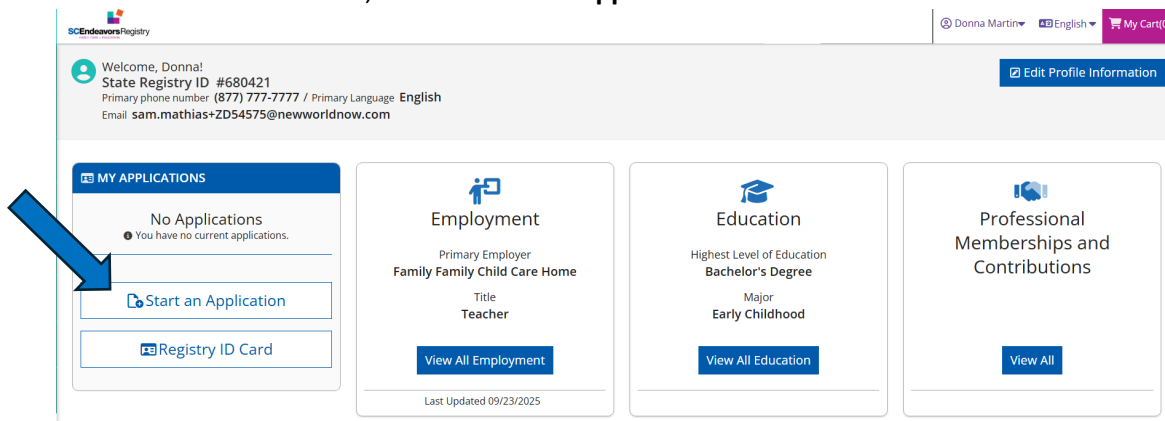 SCEndeavors Registry
Donna Martin English My Cart(0
Welcome, Donna!
State Registry ID #680421
Primary phone number (877) 777-7777 / Primary Language English
Email sam.mathias+ZD54575@newworldnow.com
Edit Profile Information
MY APPLICATIONS
No Applications
You have no current applications.
Start an Application
Registry ID Card
Employment
Primary Employer
Family Family Child Care Home
Title
Teacher
View All Employment
Last Updated 09/23/2025
Education
Highest Level of Education
Bachelor's Degree
Major
Early Childhood
View All Education
Professional
Memberships and
Contributions
View All